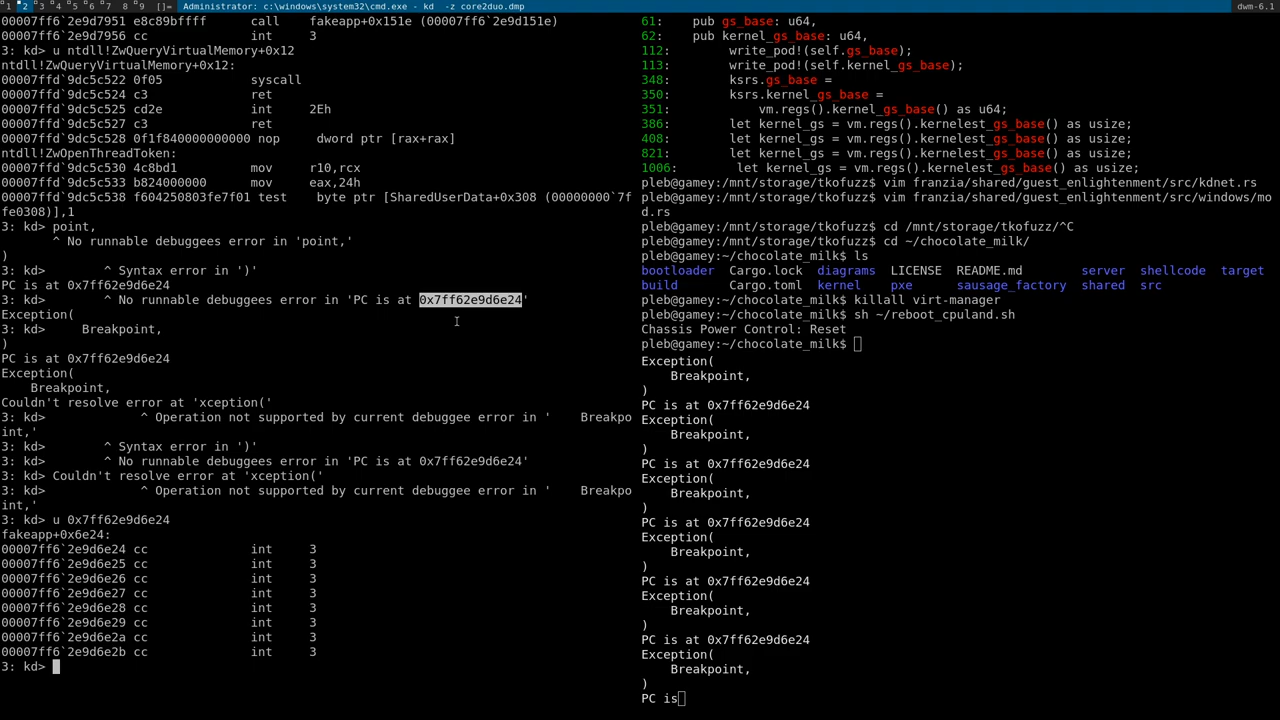 1 2 3 4 5 6 7 8 9 []= Administrator: c:\windows\system32\cmd.exe - kd  -z core2duo.dmp dwm-6.1
00007ff6`2e9d7951 e8c89bffff      call    fakeapp+0x151e (00007ff6`2e9d151e)
00007ff6`2e9d7956 cc              int     3
3: kd> u ntdll!ZwQueryVirtualMemory+0x12
ntdll!ZwQueryVirtualMemory+0x12:
00007ffd`9dc5c522 0f05            syscall
00007ffd`9dc5c524 c3              ret
00007ffd`9dc5c525 cd2e            int     2Eh
00007ffd`9dc5c527 c3              ret
00007ffd`9dc5c528 0f1f840000000000 nop     dword ptr [rax+rax]
ntdll!ZwOpenThreadToken:
00007ffd`9dc5c530 4c8bd1          mov     r10,rcx
00007ffd`9dc5c533 b824000000      mov     eax,24h
00007ffd`9dc5c538 f604250803fe7f01 test    byte ptr [SharedUserData+0x308 (00000000`7f
fe0308)],1
3: kd> point,
       ^ No runnable debuggees error in 'point,'
)
3: kd>        ^ Syntax error in ')'
PC is at 0x7ff62e9d6e24
3: kd>        ^ No runnable debuggees error in 'PC is at 0x7ff62e9d6e24'
Exception(
3: kd>     Breakpoint,
)
PC is at 0x7ff62e9d6e24
Exception(
    Breakpoint,
Couldn't resolve error at 'xception('
3: kd>             ^ Operation not supported by current debuggee error in '    Breakpo
int,'
3: kd>        ^ Syntax error in ')'
3: kd>        ^ No runnable debuggees error in 'PC is at 0x7ff62e9d6e24'
3: kd> Couldn't resolve error at 'xception('
3: kd>             ^ Operation not supported by current debuggee error in '    Breakpo
int,'
3: kd> u 0x7ff62e9d6e24
fakeapp+0x6e24:
00007ff6`2e9d6e24 cc              int     3
00007ff6`2e9d6e25 cc              int     3
00007ff6`2e9d6e26 cc              int     3
00007ff6`2e9d6e27 cc              int     3
00007ff6`2e9d6e28 cc              int     3
00007ff6`2e9d6e29 cc              int     3
00007ff6`2e9d6e2a cc              int     3
00007ff6`2e9d6e2b cc              int     3
3: kd>
61:    pub gs_base: u64,
62:    pub kernel_gs_base: u64,
112:        write_pod!(self.gs_base);
113:        write_pod!(self.kernel_gs_base);
348:        ksrs.gs_base =
350:        ksrs.kernel_gs_base =
351:            vm.regs().kernel_gs_base() as u64;
386:        let kernel_gs = vm.regs().kernelest_gs_base() as usize;
408:        let kernel_gs = vm.regs().kernelest_gs_base() as usize;
821:        let kernel_gs = vm.regs().kernelest_gs_base() as usize;
1006:        let kernel_gs = vm.regs().kernelest_gs_base() as usize;
pleb@gamey:/mnt/storage/tkofuzz$ vim franzia/shared/guest_enlightenment/src/kdnet.rs
pleb@gamey:/mnt/storage/tkofuzz$ vim franzia/shared/guest_enlightenment/src/windows/mo
d.rs
pleb@gamey:/mnt/storage/tkofuzz$ cd /mnt/storage/tkofuzz/^C
pleb@gamey:/mnt/storage/tkofuzz$ cd ~/chocolate_milk/
pleb@gamey:~/chocolate_milk$ ls
bootloader  Cargo.lock  diagrams  LICENSE  README.md        server  shellcode  target
build       Cargo.toml  kernel    pxe      sausage_factory  shared  src
pleb@gamey:~/chocolate_milk$ killall virt-manager
pleb@gamey:~/chocolate_milk$ sh ~/reboot_cpuland.sh
Chassis Power Control: Reset
pleb@gamey:~/chocolate_milk$
Exception(
    Breakpoint,
)
PC is at 0x7ff62e9d6e24
Exception(
    Breakpoint,
)
PC is at 0x7ff62e9d6e24
Exception(
    Breakpoint,
)
PC is at 0x7ff62e9d6e24
Exception(
    Breakpoint,
)
PC is at 0x7ff62e9d6e24
Exception(
    Breakpoint,
)
PC is at 0x7ff62e9d6e24
Exception(
    Breakpoint,
)
PC is